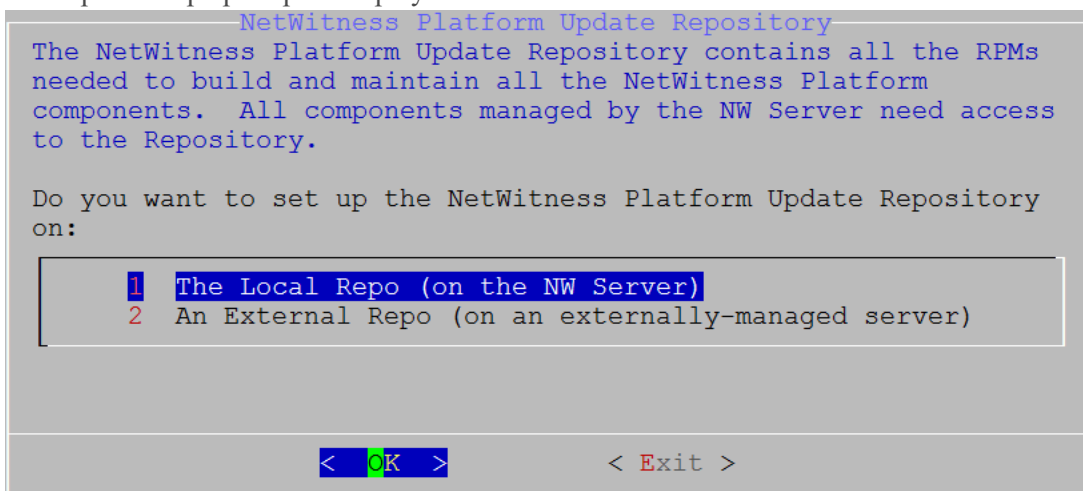 NetWitness Platform Update Repository
The NetWitness Platform Update Repository contains all the RPMs
needed to build and maintain all the NetWitness Platform
components.  All components managed by the NW Server need access
to the Repository.
Do you want to set up the NetWitness Platform Update Repository
on:
1 The Local Repo (on the NW Server)
2 An External Repo (on an externally-managed server)
< OK > < Exit >